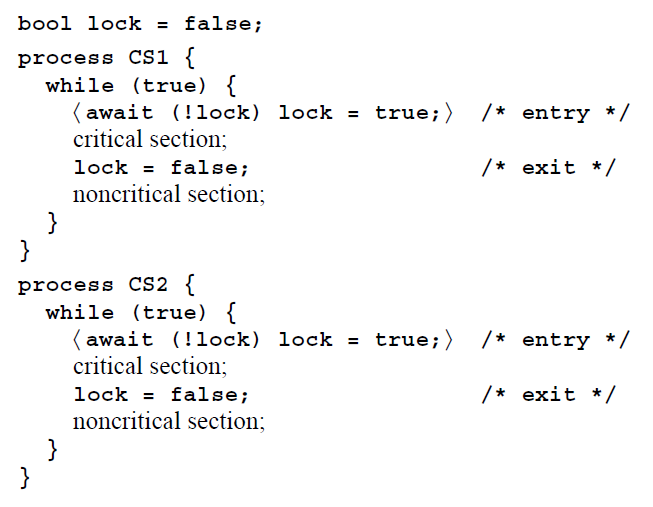 bool lock = false;
process CS1 {
  while (true) {
    〈await (!lock) lock = true;〉 /* entry */
    critical section;
    lock = false;                /* exit */
    noncritical section;
  }
}
process CS2 {
  while (true) {
    〈await (!lock) lock = true;〉 /* entry */
    critical section;
    lock = false;                /* exit */
    noncritical section;
  }
}